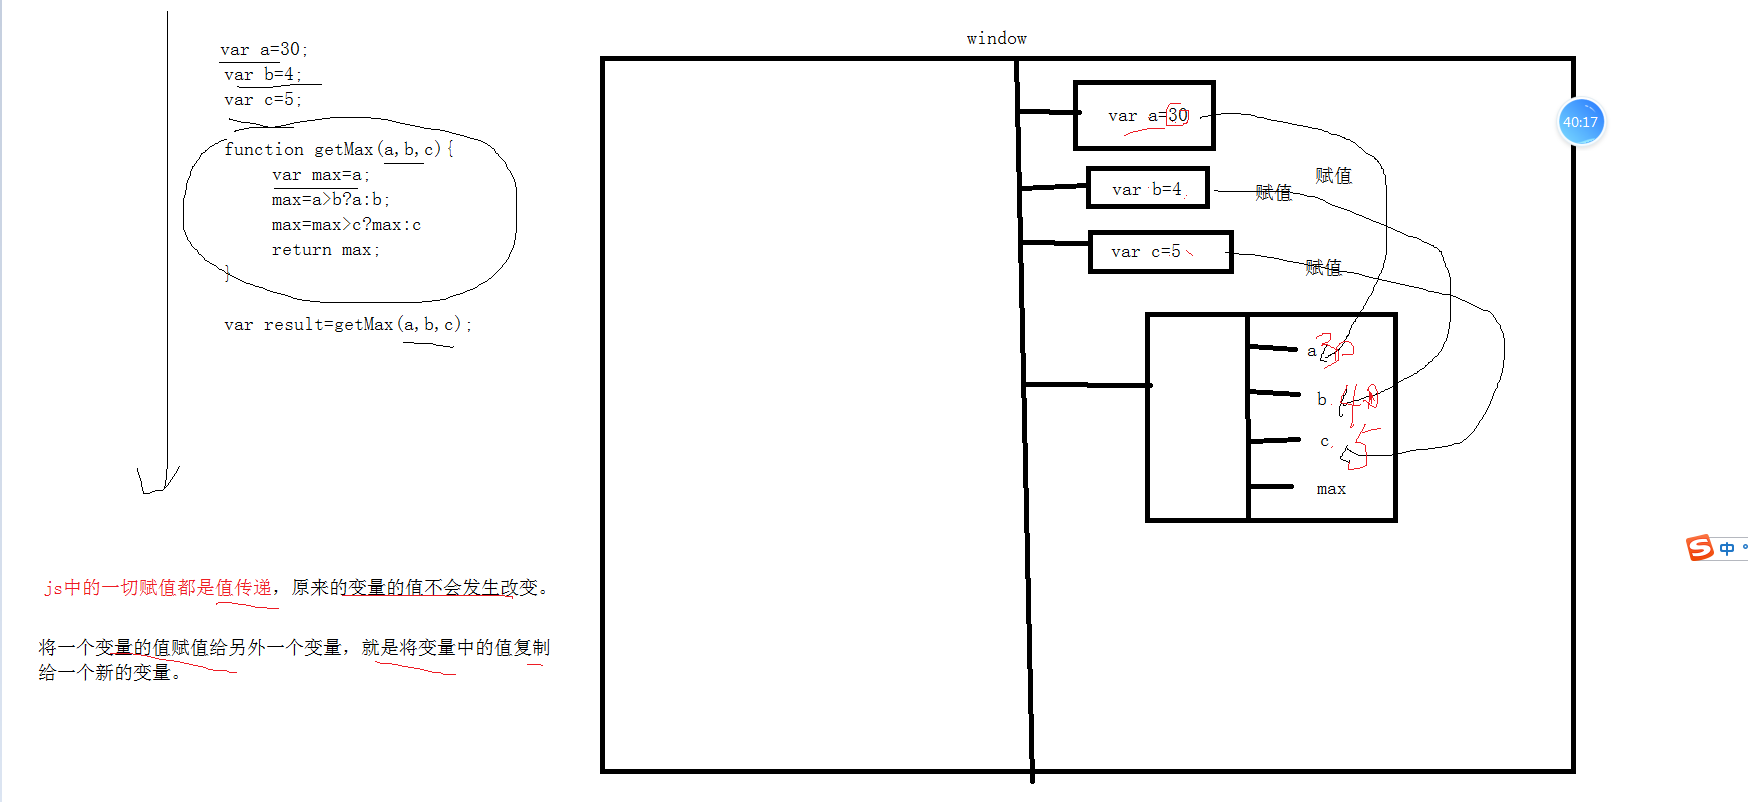 var a=30;
var b=4;
var c=5;
function getMax(a,b,c){
var max=a;
max=a>b?a:b;
max=max>c?max:c
return max;
}
var result=getMax(a,b,c);
js中的一切赋值都是值传递，原来的变量的值不会发生改变。
将一个变量的值赋值给另外一个变量，就是将变量中的值复制
给一个新的变量。
window
var a=30
var b=4
var c=5
赋值
赋值
赋值
a 30
b 40
c 5
max
40:17
中